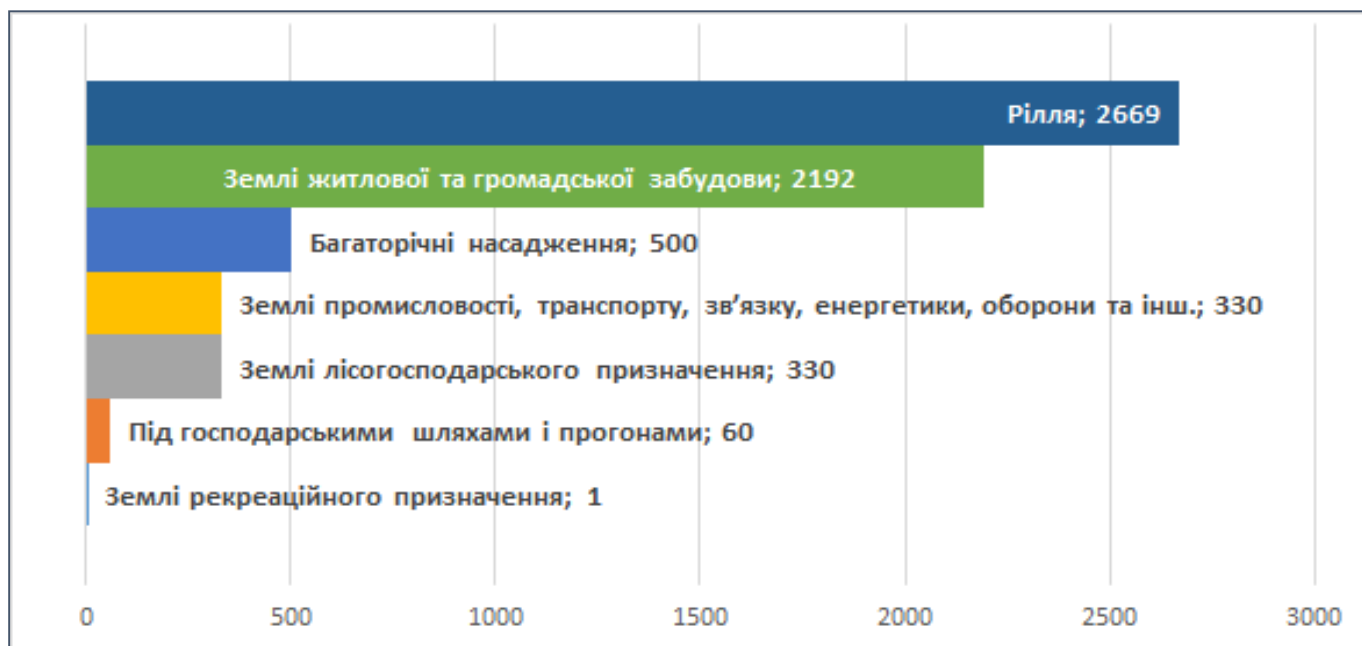 Рілля; 2669
Землі житлової та громадської забудови; 2192
Багаторічні насадження; 500
Землі промисловості, транспорту, зв’язку, енергетики, оборони та інш.; 330
Землі лісогосподарського призначення; 330
Під господарськими шляхами і прогонами; 60
Землі рекреаційного призначення; 1
0 500 1000 1500 2000 2500 3000